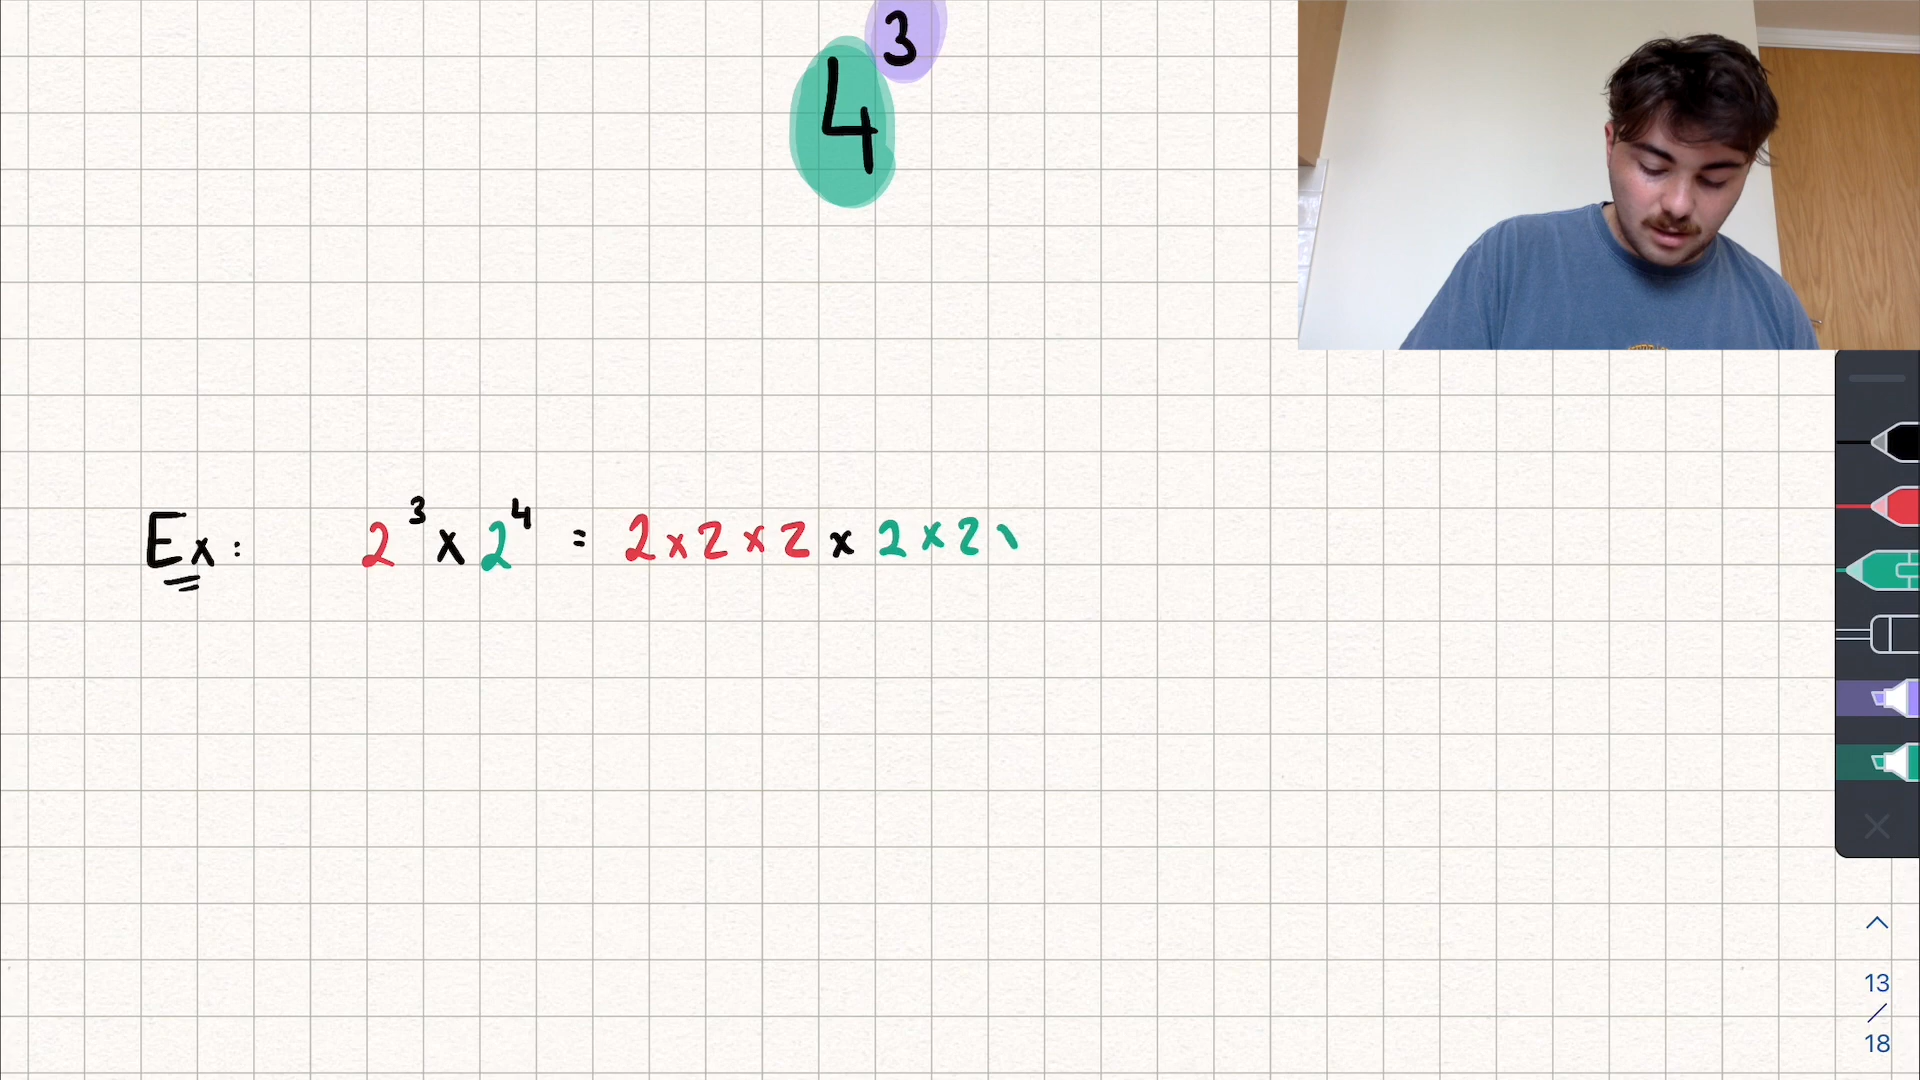 4³
Ex: 2³ x 2⁴ = 2 x 2 x 2 x 2 x 2
13
/
18